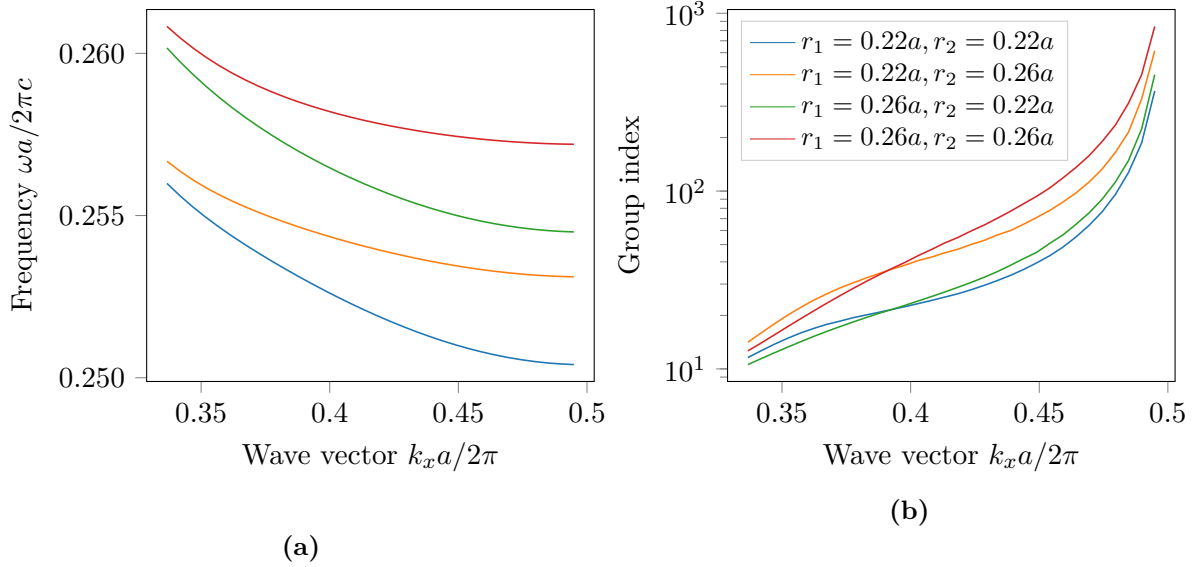 0.260
0.255
0.250
Frequency ωa/2πc
0.35 0.4 0.45 0.5
Wave vector kₓa/2π
(a)
10³
10²
10¹
Group index
r₁ = 0.22a, r₂ = 0.22a
r₁ = 0.22a, r₂ = 0.26a
r₁ = 0.26a, r₂ = 0.22a
r₁ = 0.26a, r₂ = 0.26a
0.35 0.4 0.45 0.5
Wave vector kₓa/2π
(b)